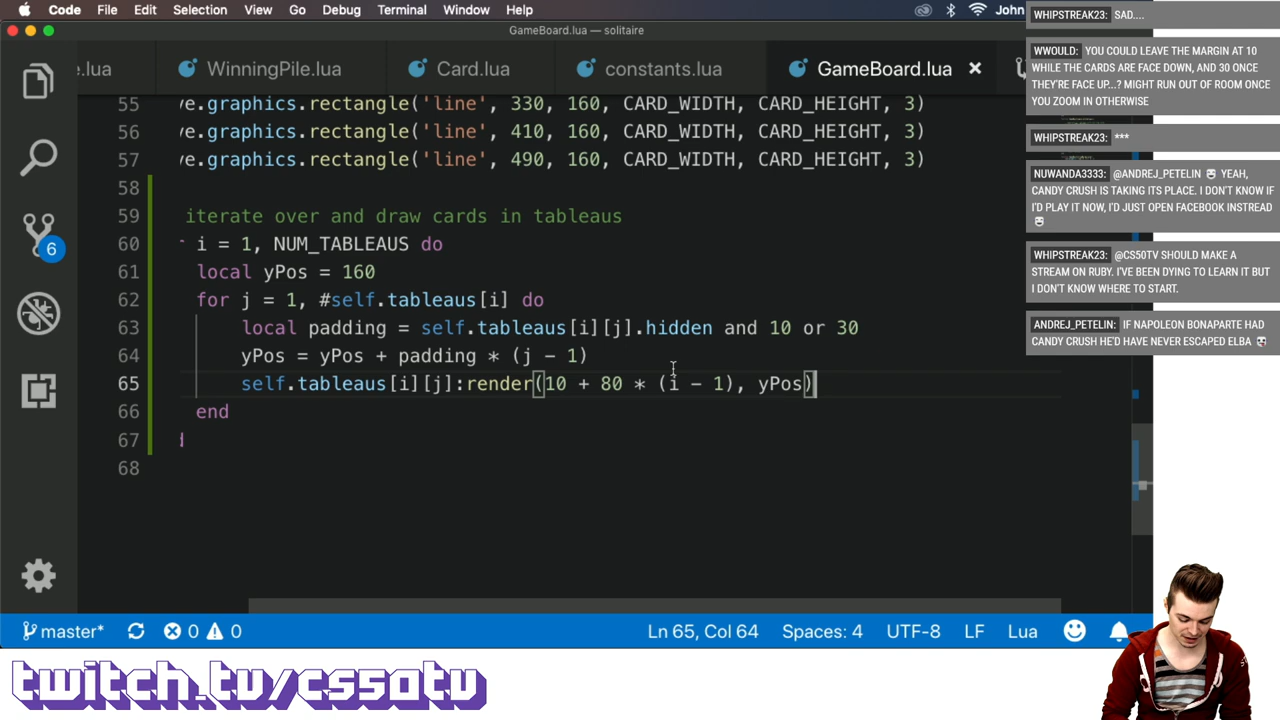 Code File Edit Selection View Go Debug Terminal Window Help John
GameBoard.lua — solitaire
e.lua WinningPile.lua Card.lua constants.lua GameBoard.lua ×
55 ve.graphics.rectangle('line', 330, 160, CARD_WIDTH, CARD_HEIGHT, 3)
56 ve.graphics.rectangle('line', 410, 160, CARD_WIDTH, CARD_HEIGHT, 3)
57 ve.graphics.rectangle('line', 490, 160, CARD_WIDTH, CARD_HEIGHT, 3)
58
59 iterate over and draw cards in tableaus
60 i = 1, NUM_TABLEAUS do
61 local yPos = 160
62 for j = 1, #self.tableaus[i] do
63 local padding = self.tableaus[i][j].hidden and 10 or 30
64 yPos = yPos + padding * (j - 1)
65 self.tableaus[i][j]:render(10 + 80 * (i - 1), yPos)
66 end
67 d
68
6
master* 0 0 Ln 65, Col 64 Spaces: 4 UTF-8 LF Lua
WHIPSTREAK23: SAD....
WWOULD: YOU COULD LEAVE THE MARGIN AT 10
WHILE THE CARDS ARE FACE DOWN, AND 30 ONCE
THEY'RE FACE UP...? MIGHT RUN OUT OF ROOM ONCE
YOU ZOOM IN OTHERWISE
WHIPSTREAK23: ***
NUWANDA3333: @ANDREJ_PETELIN YEAH,
CANDY CRUSH IS TAKING ITS PLACE. I DON'T KNOW IF
I'D PLAY IT NOW, I'D JUST OPEN FACEBOOK INSTREAD
WHIPSTREAK23: @CS50TV SHOULD MAKE A
STREAM ON RUBY. I'VE BEEN DYING TO LEARN IT BUT
I DON'T KNOW WHERE TO START.
ANDREJ_PETELIN: IF NAPOLEON BONAPARTE HAD
CANDY CRUSH HE'D HAVE NEVER ESCAPED ELBA
twitch.tv/cs50tv